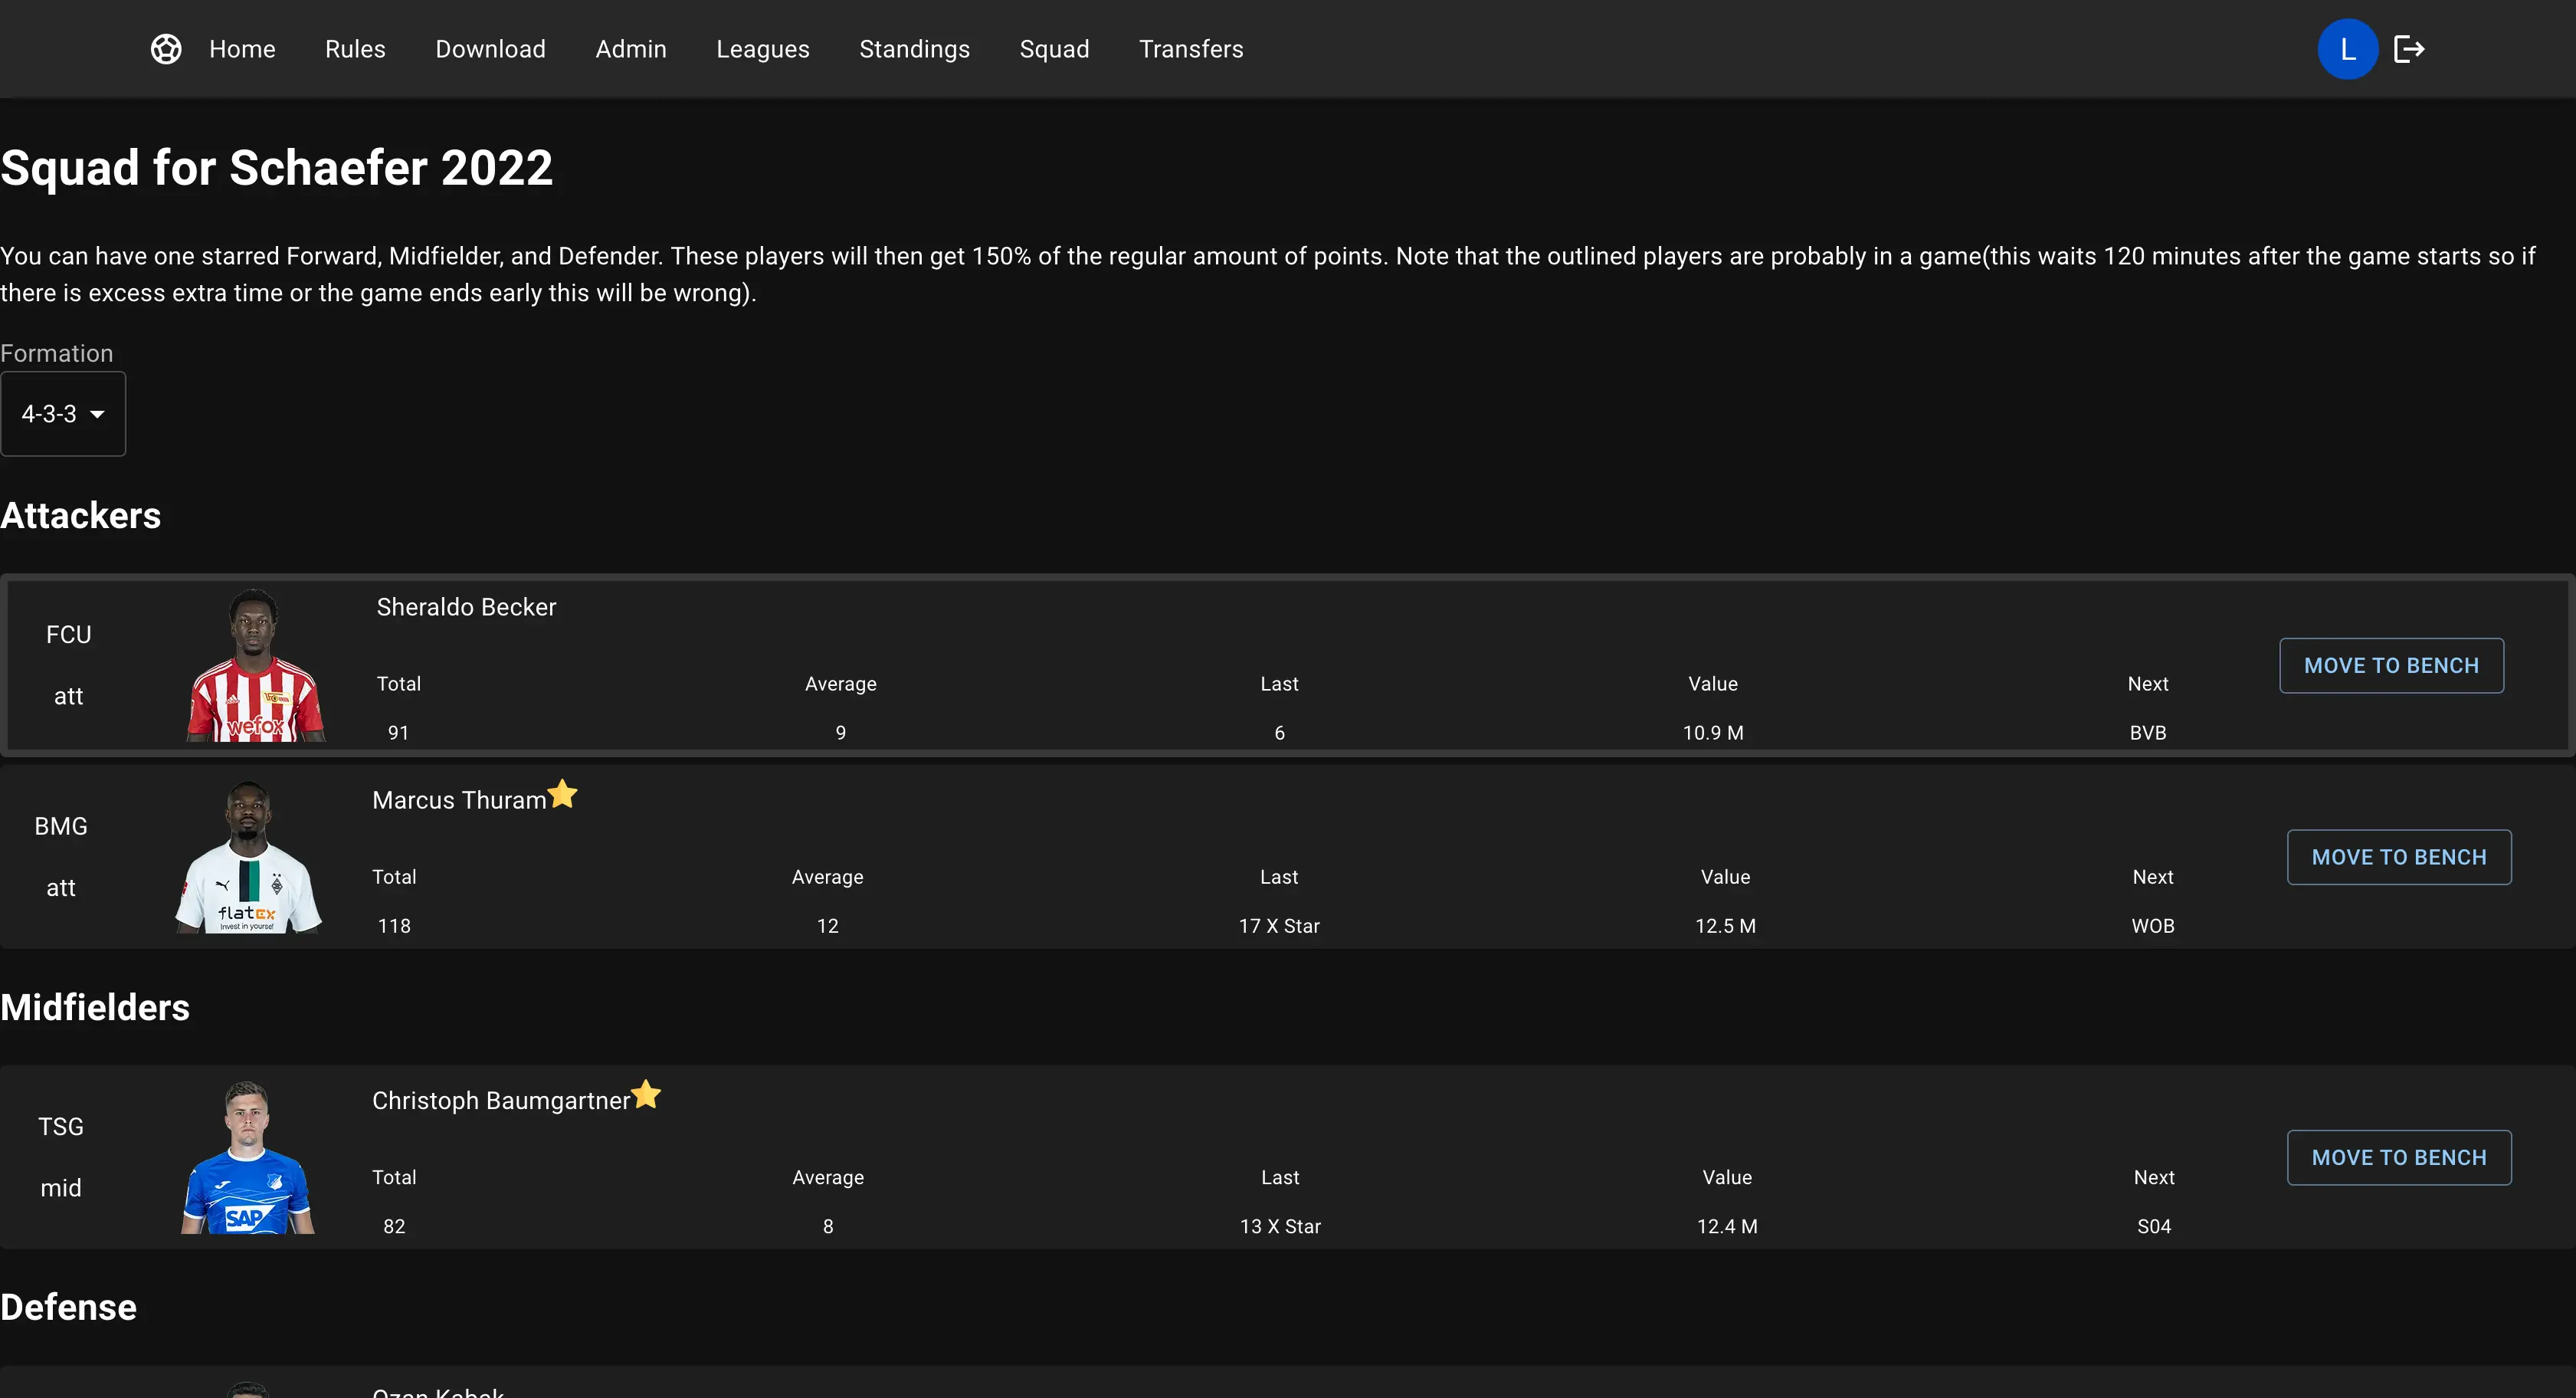 Home Rules Download Admin Leagues Standings Squad Transfers L
Squad for Schaefer 2022
You can have one starred Forward, Midfielder, and Defender. These players will then get 150% of the regular amount of points. Note that the outlined players are probably in a game(this waits 120 minutes after the game starts so if
there is excess extra time or the game ends early this will be wrong).
Formation
4-3-3
Attackers
FCU
att
wefox
Sheraldo Becker
Total Average Last Value Next
91 9 6 10.9 M BVB
MOVE TO BENCH
BMG
att
flatex
Invest in yourself
Marcus Thuram
Total Average Last Value Next
118 12 17 X Star 12.5 M WOB
MOVE TO BENCH
Midfielders
TSG
mid
SAP
Christoph Baumgartner
Total Average Last Value Next
82 8 13 X Star 12.4 M S04
MOVE TO BENCH
Defense
Ozan Kabak